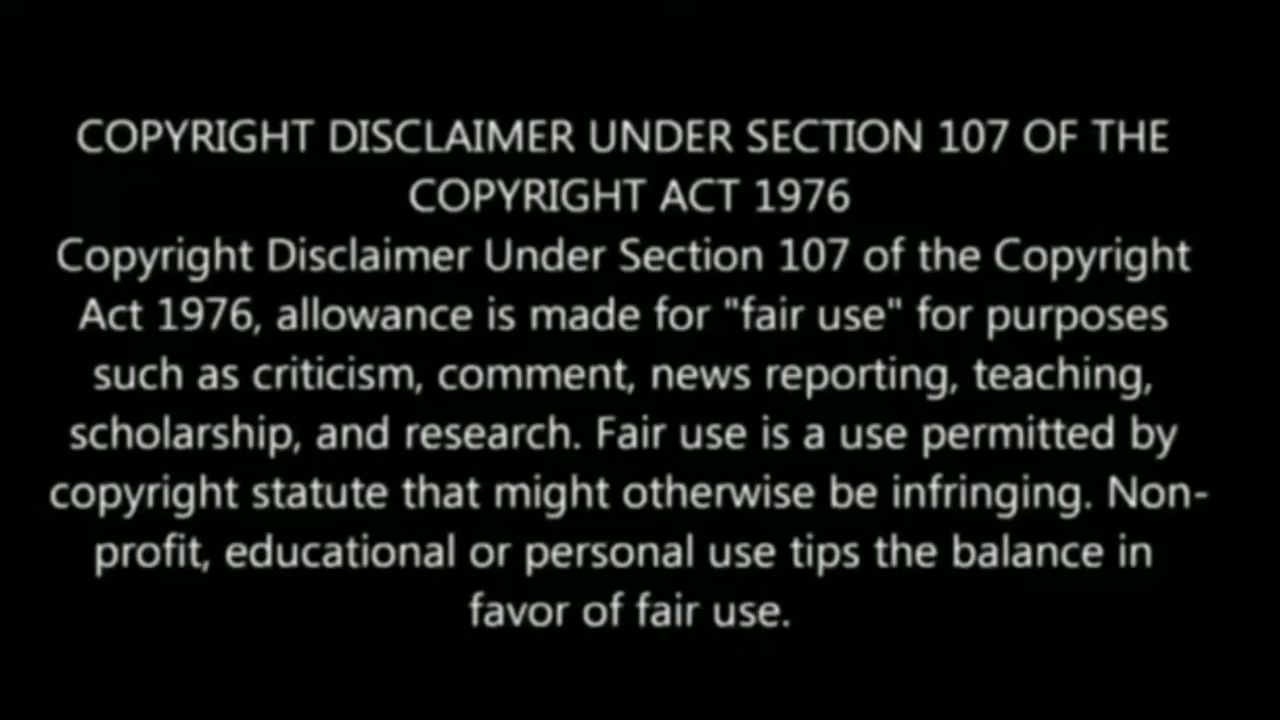 COPYRIGHT DISCLAIMER UNDER SECTION 107 OF THE
COPYRIGHT ACT 1976
Copyright Disclaimer Under Section 107 of the Copyright
Act 1976, allowance is made for "fair use" for purposes
such as criticism, comment, news reporting, teaching,
scholarship, and research. Fair use is a use permitted by
copyright statute that might otherwise be infringing. Non-
profit, educational or personal use tips the balance in
favor of fair use.